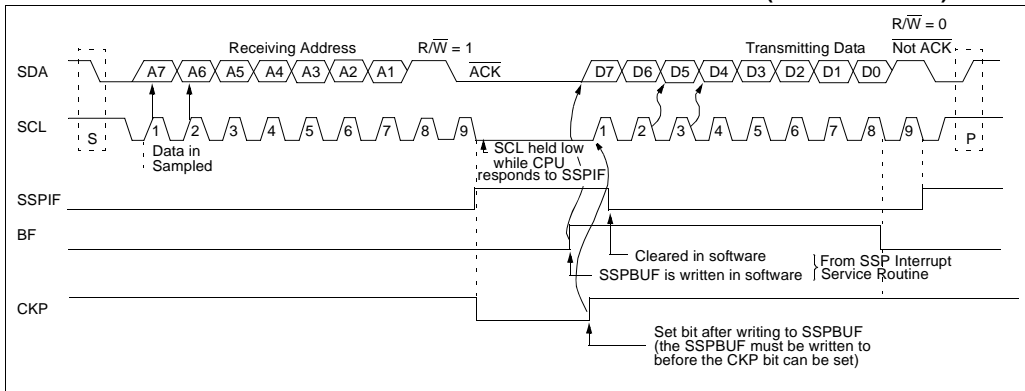 R/W = 0
Receiving Address R/W = 1 Transmitting Data Not ACK
SDA A7 A6 A5 A4 A3 A2 A1 ACK D7 D6 D5 D4 D3 D2 D1 D0
SCL S 1 2 3 4 5 6 7 8 9 1 2 3 4 5 6 7 8 9 P
Data in
Sampled
SCL held low
while CPU
responds to SSPIF
SSPIF
BF
Cleared in software
SSPBUF is written in software
From SSP Interrupt
Service Routine
CKP
Set bit after writing to SSPBUF
(the SSPBUF must be written to
before the CKP bit can be set)